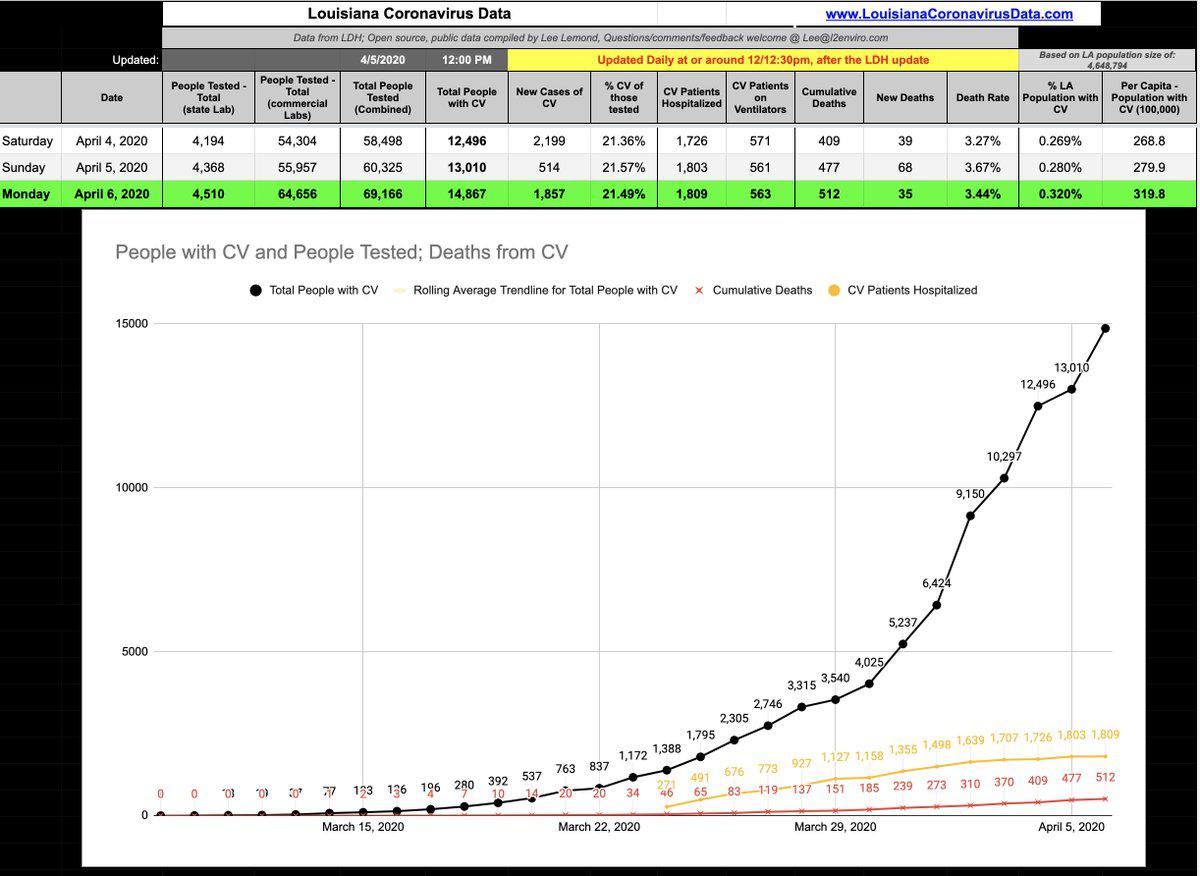 Louisiana Coronavirus Data
www.LouisianaCoronavirusData.com
Data from LDH; Open source, public data compiled by Lee Lemond, Questions/comments/feedback welcome @ Lee@l2enviro.com
Updated: 4/5/2020 12:00 PM Updated Daily at or around 12/12:30pm, after the LDH update
Based on LA population size of:
4,648,794
Date
People Tested -
Total
(state Lab)
People Tested -
Total
(commercial
Labs)
Total People
Tested
(Combined)
Total People
with CV
New Cases of
CV
% CV of
those
tested
CV Patients
Hospitalized
CV Patients
on
Ventilators
Cumulative
Deaths
New Deaths
Death Rate
% LA
Population with
CV
Per Capita -
Population with
CV (100,000)
Saturday April 4, 2020 4,194 54,304 58,498 12,496 2,199 21.36% 1,726 571 409 39 3.27% 0.269% 268.8
Sunday April 5, 2020 4,368 55,957 60,325 13,010 514 21.57% 1,803 561 477 68 3.67% 0.280% 279.9
Monday April 6, 2020 4,510 64,656 69,166 14,867 1,857 21.49% 1,809 563 512 35 3.44% 0.320% 319.8
People with CV and People Tested; Deaths from CV
Total People with CV Rolling Average Trendline for Total People with CV Cumulative Deaths CV Patients Hospitalized
15000
13,010
12,496
10,297
10000
9,150
6,424
5,237
5000
4,025
3,540
3,315
2,746
2,305
1,795
1,388
1,172
837
763
537
392
280
271 491 676 773 927 1,127 1,158 1,355 1,498 1,639 1,707 1,726 1,803 1,809
0 0 4 7 10 14 20 20 34 46 65 83 119 137 151 185 239 273 310 370 409 477 512
0
March 15, 2020 March 22, 2020 March 29, 2020 April 5, 2020